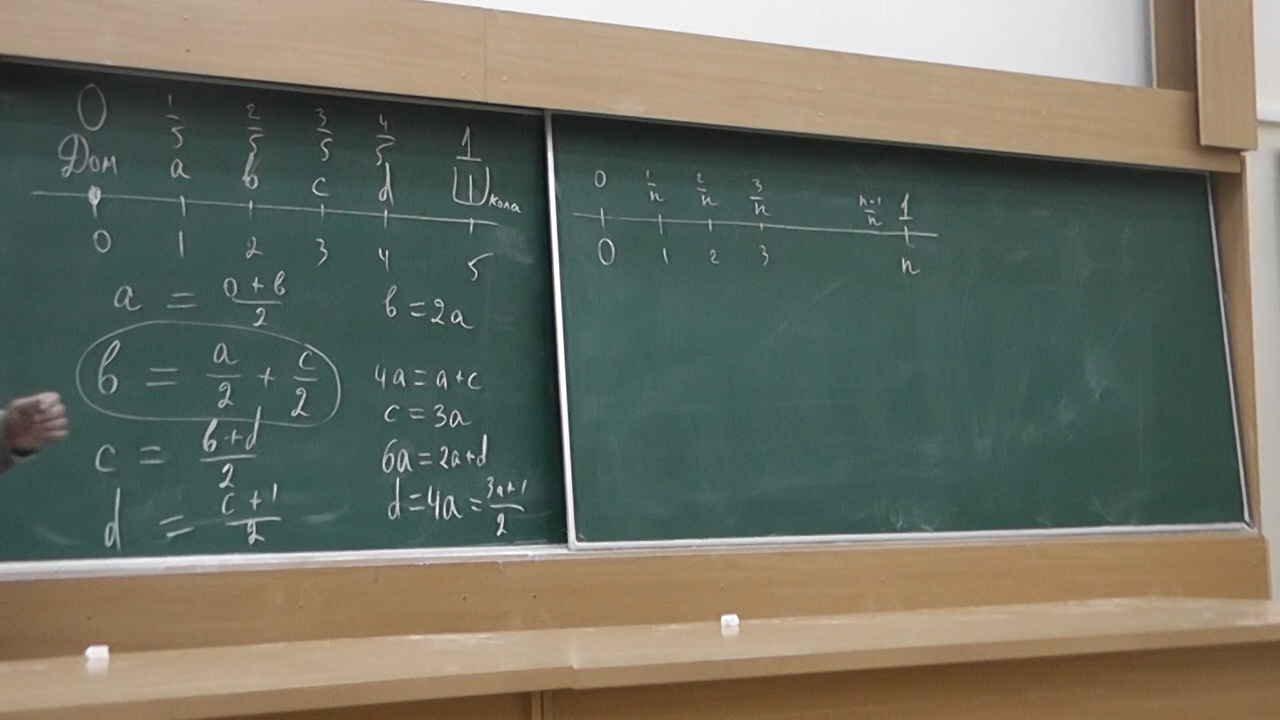 0 1/5 2/5 3/5 4/5 1
Дом a b c d 1 кола
0 1 2 3 4 5
a = (0+b)/2
b = a/2 + c/2
c = (b+d)/2
d = (c+1)/2
b = 2a
4a = a+c
c = 3a
6a = 2a+d
d = 4a = (3a+1)/2
0 1/n 2/n 3/n (n-1)/n 1
0 1 2 3 n